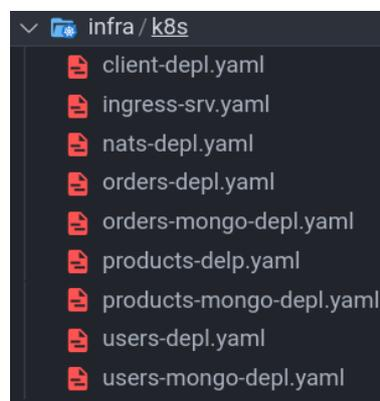 infra / k8s
client-depl.yaml
ingress-srv.yaml
nats-depl.yaml
orders-depl.yaml
orders-mongo-depl.yaml
products-delp.yaml
products-mongo-depl.yaml
users-depl.yaml
users-mongo-depl.yaml